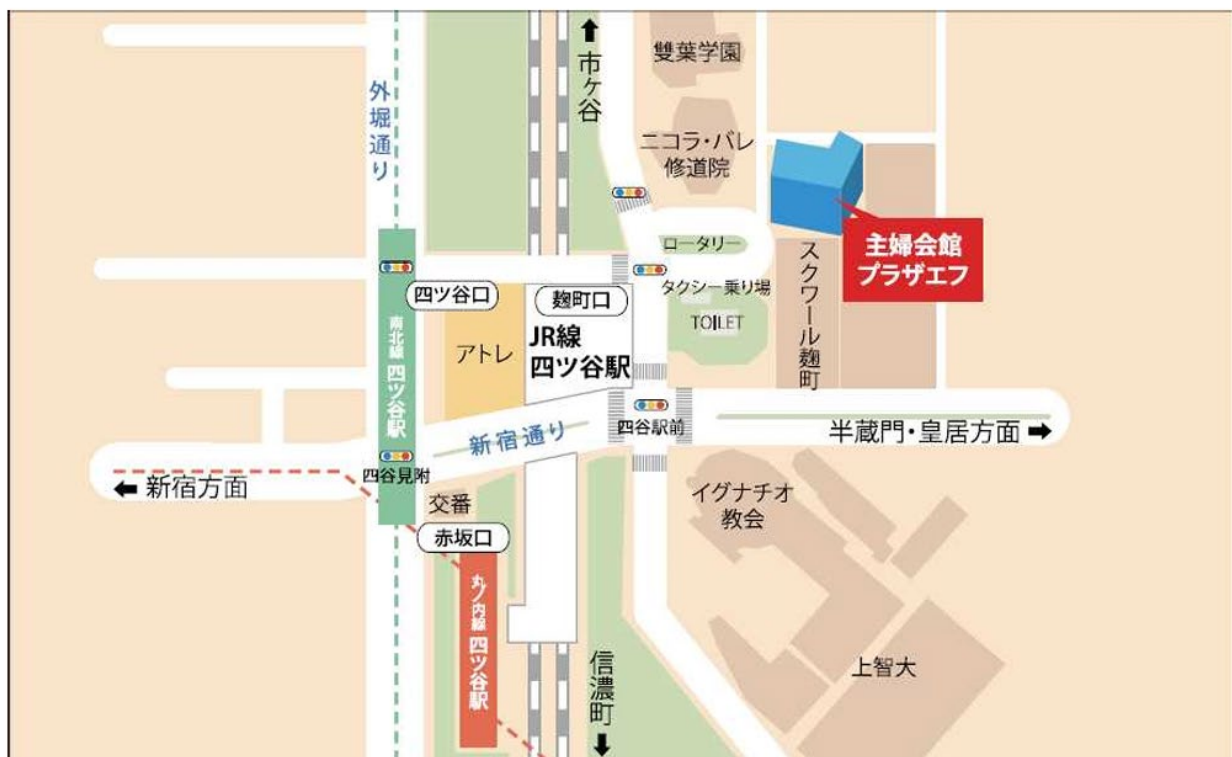 市ヶ谷
雙葉学園
外堀通り
ニコラ・バレ
修道院
主婦会館
プラザエフ
ロータリー
タクシー乗り場
TOILET
スクワール麹町
四ツ谷口
麹町口
JR線
四ツ谷駅
アトレ
南北線 四ツ谷駅
新宿通り
四谷駅前
半蔵門・皇居方面
四谷見附
新宿方面
交番
赤坂口
イグナチオ
教会
丸ノ内線 四ツ谷駅
信濃町
上智大